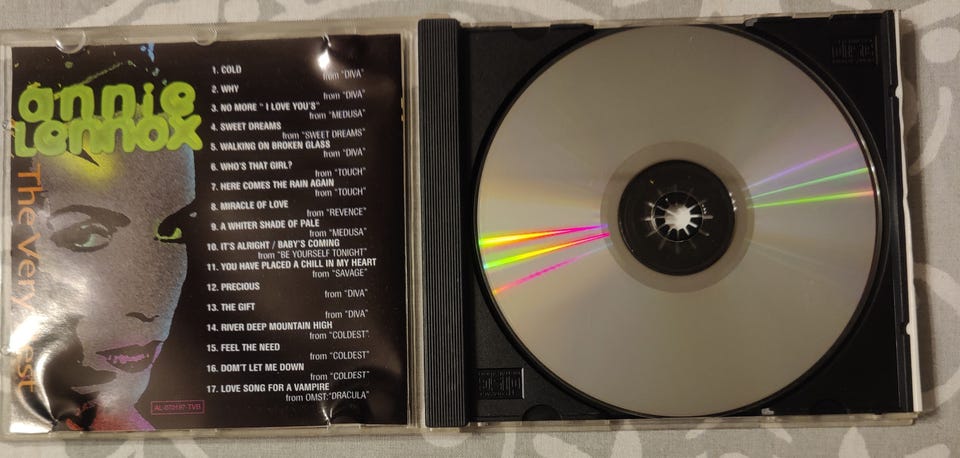 annie
Lennox
The Very
est
1. COLD
from "DIVA"
2. WHY
from "DIVA"
3. NO MORE " I LOVE YOU'S"
from "MEDUSA"
4. SWEET DREAMS
from "SWEET DREAMS"
5. WALKING ON BROKEN GLASS
from "DIVA"
6. WHO'S THAT GIRL?
from "TOUCH"
7. HERE COMES THE RAIN AGAIN
from "TOUCH"
8. MIRACLE OF LOVE
from "REVENCE"
9. A WHITER SHADE OF PALE
from "MEDUSA"
10. IT'S ALRIGHT / BABY'S COMING
from "BE YOURSELF TONIGHT"
11. YOU HAVE PLACED A CHILL IN MY HEART
from "SAVAGE"
12. PRECIOUS
from "DIVA"
13. THE GIFT
from "DIVA"
14. RIVER DEEP MOUNTAIN HIGH
from "COLDEST"
15. FEEL THE NEED
from "COLDEST"
16. DOM'T LET ME DOWN
from "COLDEST"
17. LOVE SONG FOR A VAMPIRE
from OMST:"DRACULA"